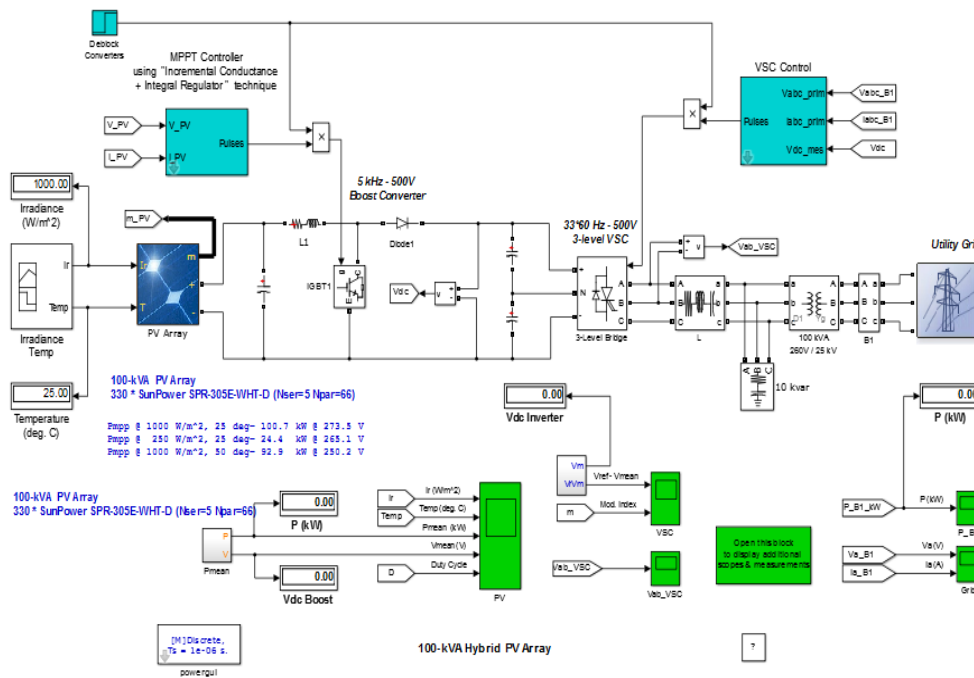 Deblock
Converters
MPPT Controller
using "Incremental Conductance
+ Integral Regulator" technique
V_PV
I_PV
V_PV
I_PV
Pulses
×
VSC Control
Vabc_prim
Iabc_prim
Vdc_mes
Pulses
Vabc_B1
Iabc_B1
Vdc
×
1000.00
Irradiance
(W/m^2)
m_PV
5 kHz - 500V
Boost Converter
L1
Diode1
IGBT1
C
E
Vdc
v
+
-
33*60 Hz - 500V
3-level VSC
+
N
-
A
B
C
3-Level Bridge
+
-
v
Vab_VSC
A
B
C
a
b
c
L
a
b
c
A
B
C
D1
Yg
100 kVA
260V / 25 kV
A
B
C
a
b
c
B1
Utility Gri
A
B
C
10 kvar
Ir
Temp
Irradiance
Temp
Ir
T
m
+
-
PV Array
25.00
Temperature
(deg. C)
100-kVA PV Array
330 * SunPower SPR-305E-WHT-D (Nser=5 Npar=66)
Pmpp @ 1000 W/m^2, 25 deg- 100.7 kW @ 273.5 V
Pmpp @ 250 W/m^2, 25 deg- 24.4 kW @ 265.1 V
Pmpp @ 1000 W/m^2, 50 deg- 92.9 kW @ 250.2 V
0.00
Vdc Inverter
0.00
P (kW)
100-kVA PV Array
330 * SunPower SPR-305E-WHT-D (Nser=5 Npar=66)
0.00
P (kW)
P
V
Pmean
0.00
Vdc Boost
Ir
Temp
D
Ir (W/m^2)
Temp(deg. C)
Pmean (kW)
Vmean (V)
Duty Cycle
PV
Vm
VrVm
m
Vref- Vmean
Mod. Index
VSC
Vab_VSC
Vab_VSC
Open this block
to display additional
scopes & measurements
P_B1_kW
P(kW)
P_B
Va_B1
Ia_B1
Va (V)
Ia (A)
Gri
[M]Discrete,
Ts = 1e-06 s.
powergui
100-kVA Hybrid PV Array
?